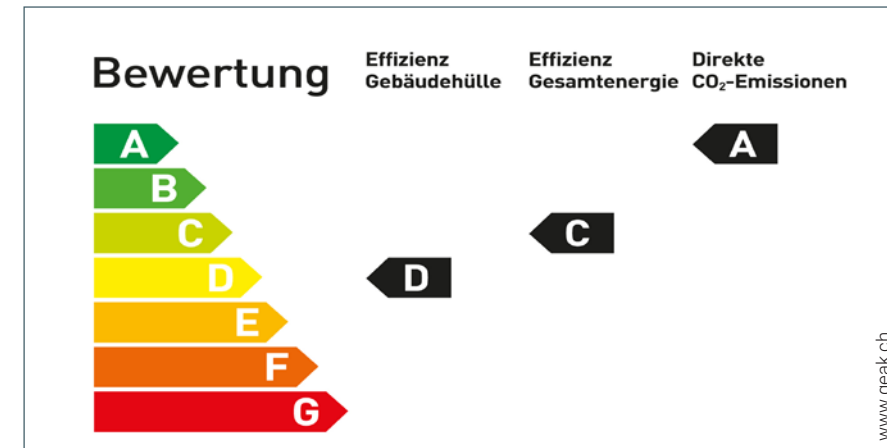 Bewertung
Effizienz
Gebäudehülle
Effizienz
Gesamtenergie
Direkte
CO₂-Emissionen
A
A
B
C
C
D
D
E
F
G
www.geak.ch